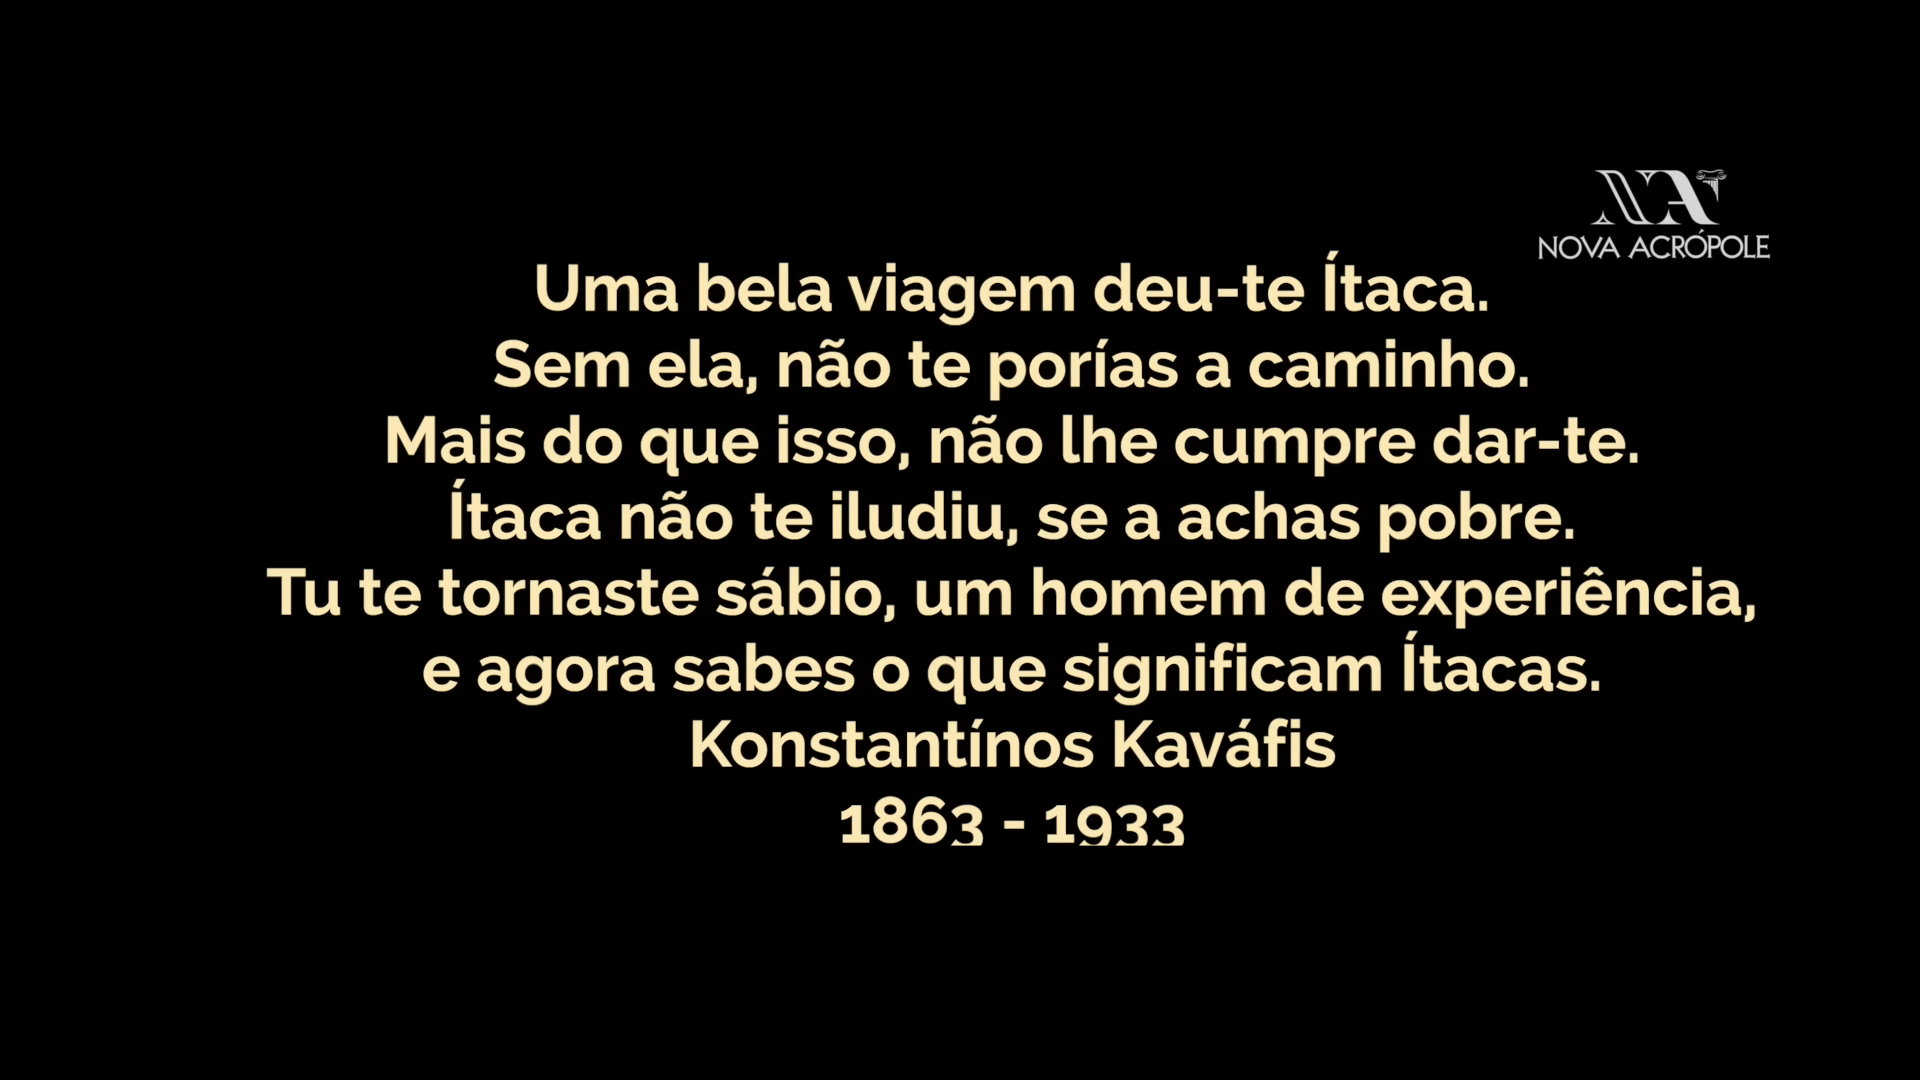 NOVA ACRÓPOLE
Uma bela viagem deu-te Ítaca.
Sem ela, não te porías a caminho.
Mais do que isso, não lhe cumpre dar-te.
Ítaca não te iludiu, se a achas pobre.
Tu te tornaste sábio, um homem de experiência,
e agora sabes o que significam Ítacas.
Konstantínos Kaváfis
1863 - 1933